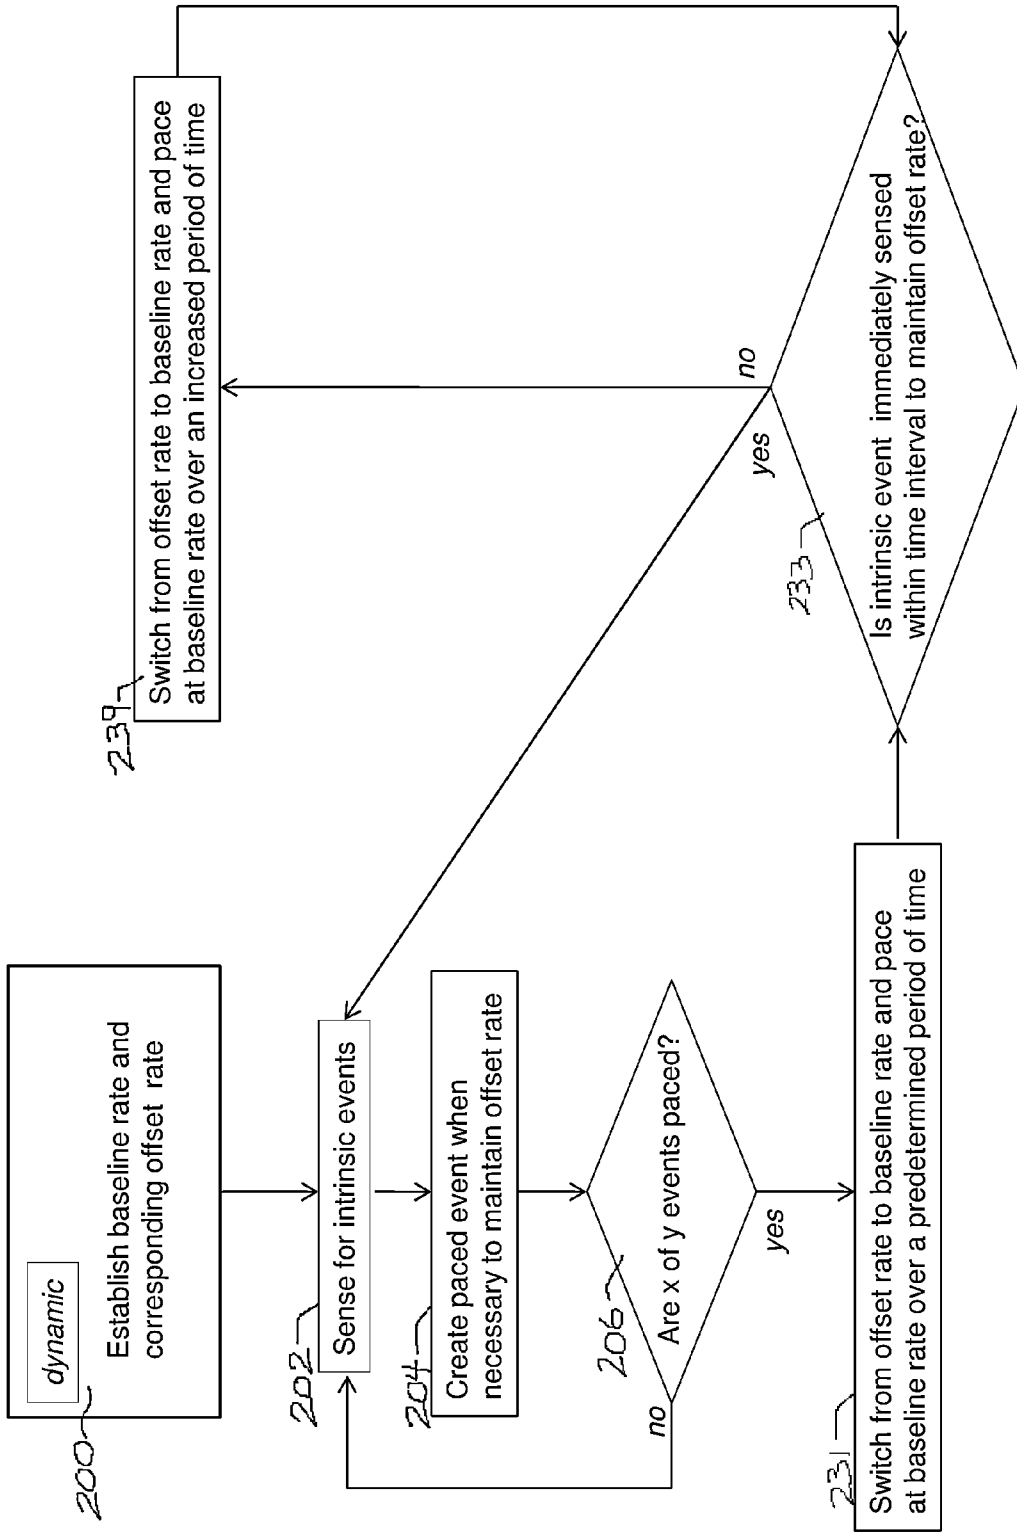 200
dynamic
Establish baseline rate and
corresponding offset rate
202
Sense for intrinsic events
204
Create paced event when
necessary to maintain offset rate
206
Are x of y events paced?
no
yes
231
Switch from offset rate to baseline rate and pace
at baseline rate over a predetermined period of time
233
Is intrinsic event immediately sensed
within time interval to maintain offset rate?
yes
no
239
Switch from offset rate to baseline rate and pace
at baseline rate over an increased period of time